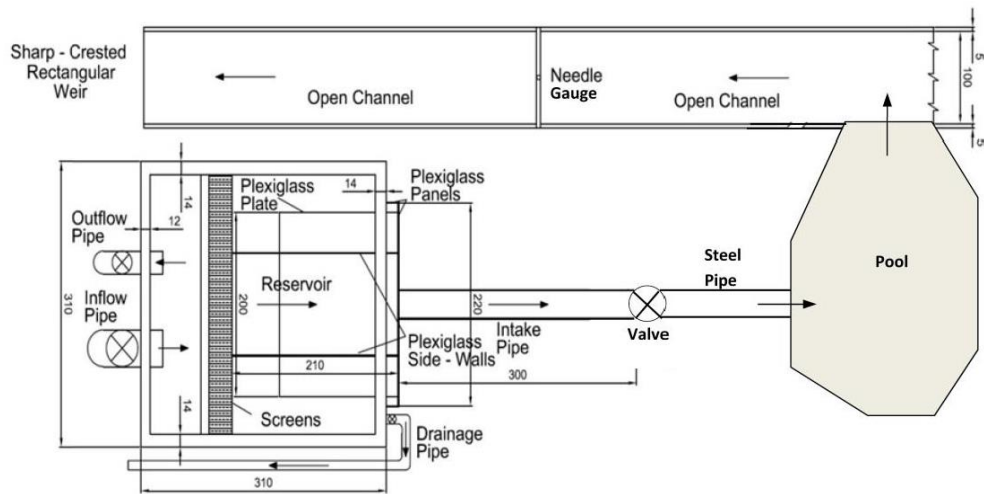 Sharp - Crested
Rectangular
Weir
Open Channel
Needle
Gauge
Open Channel
5
100
5
14
Plexiglass
Plate
14
Plexiglass
Panels
Outflow
Pipe
12
310
Inflow
Pipe
Reservoir
200
220
Intake
Pipe
Steel
Pipe
Valve
Pool
Plexiglass
Side - Walls
210
300
14
Screens
Drainage
Pipe
310